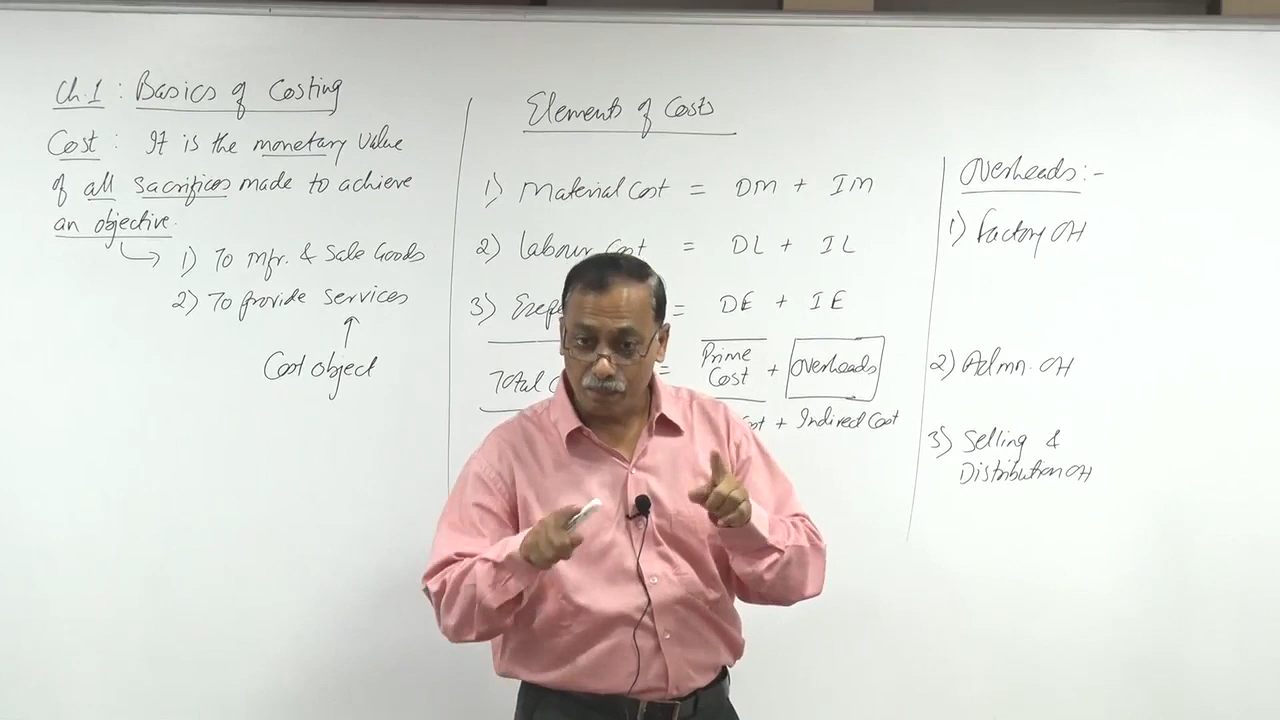 Ch.1 : Basics of Costing
Cost : It is the monetary value
of all sacrifices made to achieve
an objective.
1) To Mfr. & Sale Goods
2) To provide services
Cost object
Elements of Costs
1) Material Cost = DM + IM
2) Labour Cost = DL + IL
3) = DE + IE
Total = Prime Cost + Overheads
+ Indirect Cost
Overheads :-
1) Factory OH
2) Admn. OH
3) Selling &
Distribution OH